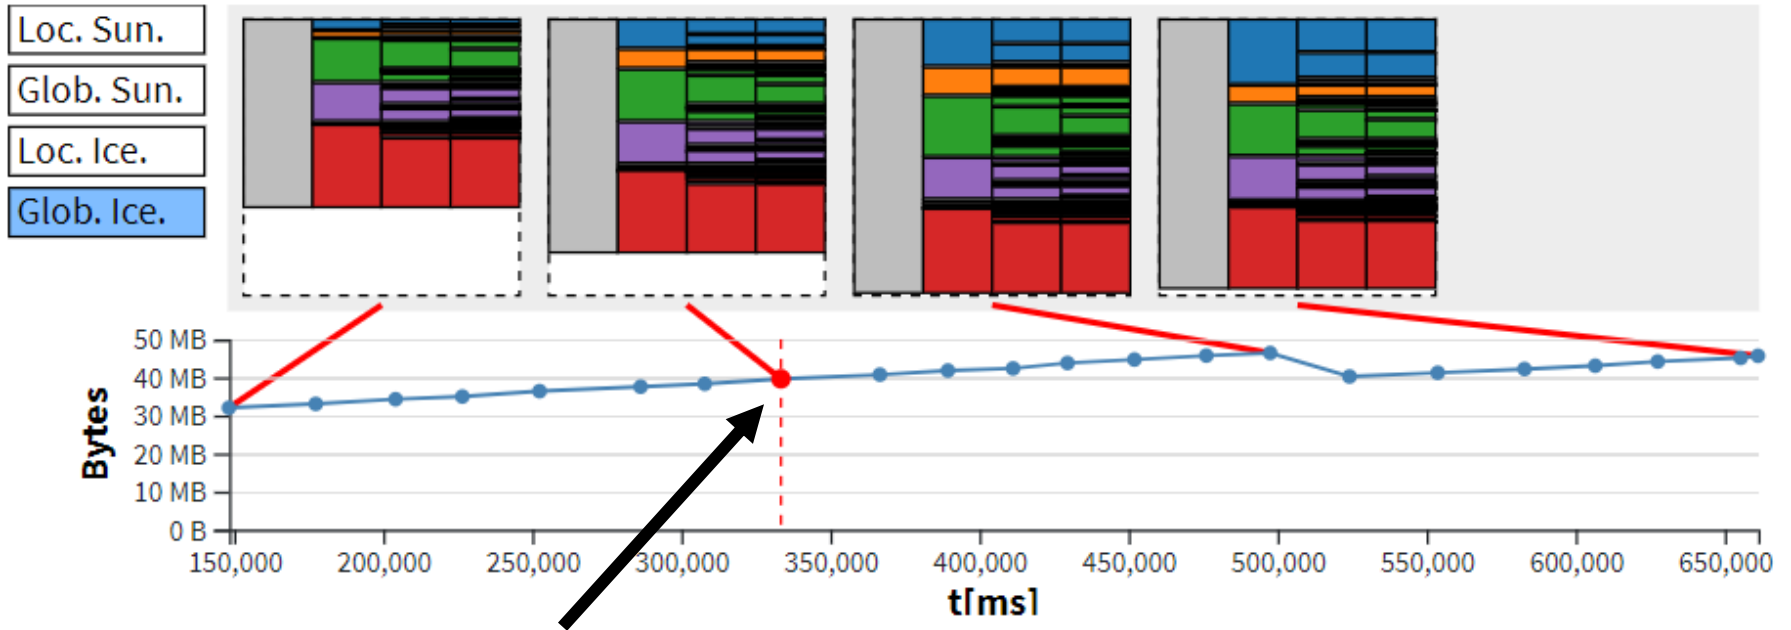 Loc. Sun.
Glob. Sun.
Loc. Ice.
Glob. Ice.
50 MB
40 MB
30 MB
20 MB
10 MB
0 B
Bytes
150,000 200,000 250,000 300,000 350,000 400,000 450,000 500,000 550,000 600,000 650,000
t[ms]